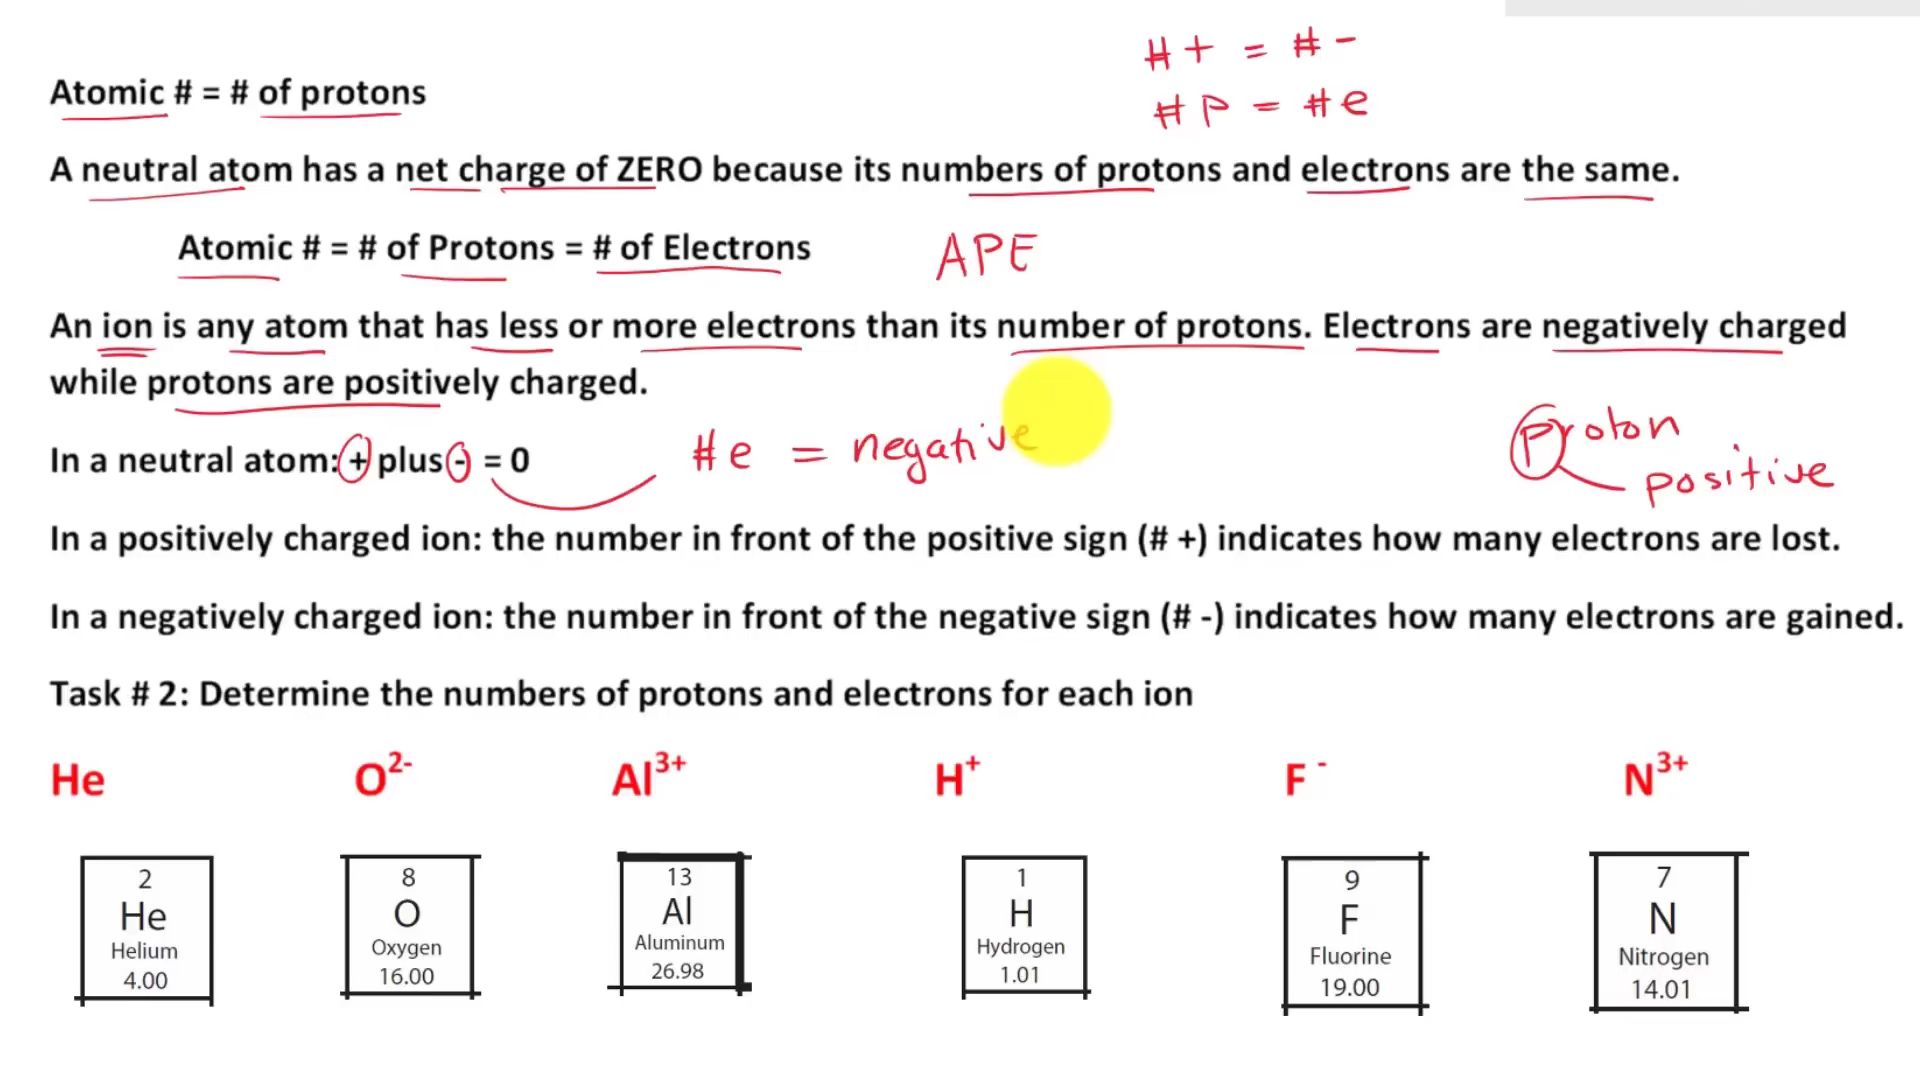 # + = # -
Atomic # = # of protons
# P = # e
A neutral atom has a net charge of ZERO because its numbers of protons and electrons are the same.
Atomic # = # of Protons = # of Electrons
APE
An ion is any atom that has less or more electrons than its number of protons. Electrons are negatively charged
while protons are positively charged.
In a neutral atom: + plus - = 0
# e = negative
Proton
positive
In a positively charged ion: the number in front of the positive sign (# +) indicates how many electrons are lost.
In a negatively charged ion: the number in front of the negative sign (# -) indicates how many electrons are gained.
Task # 2: Determine the numbers of protons and electrons for each ion
He O²⁻ Al³⁺ H⁺ F ⁻ N³⁺
2
He
Helium
4.00
8
O
Oxygen
16.00
13
Al
Aluminum
26.98
1
H
Hydrogen
1.01
9
F
Fluorine
19.00
7
N
Nitrogen
14.01